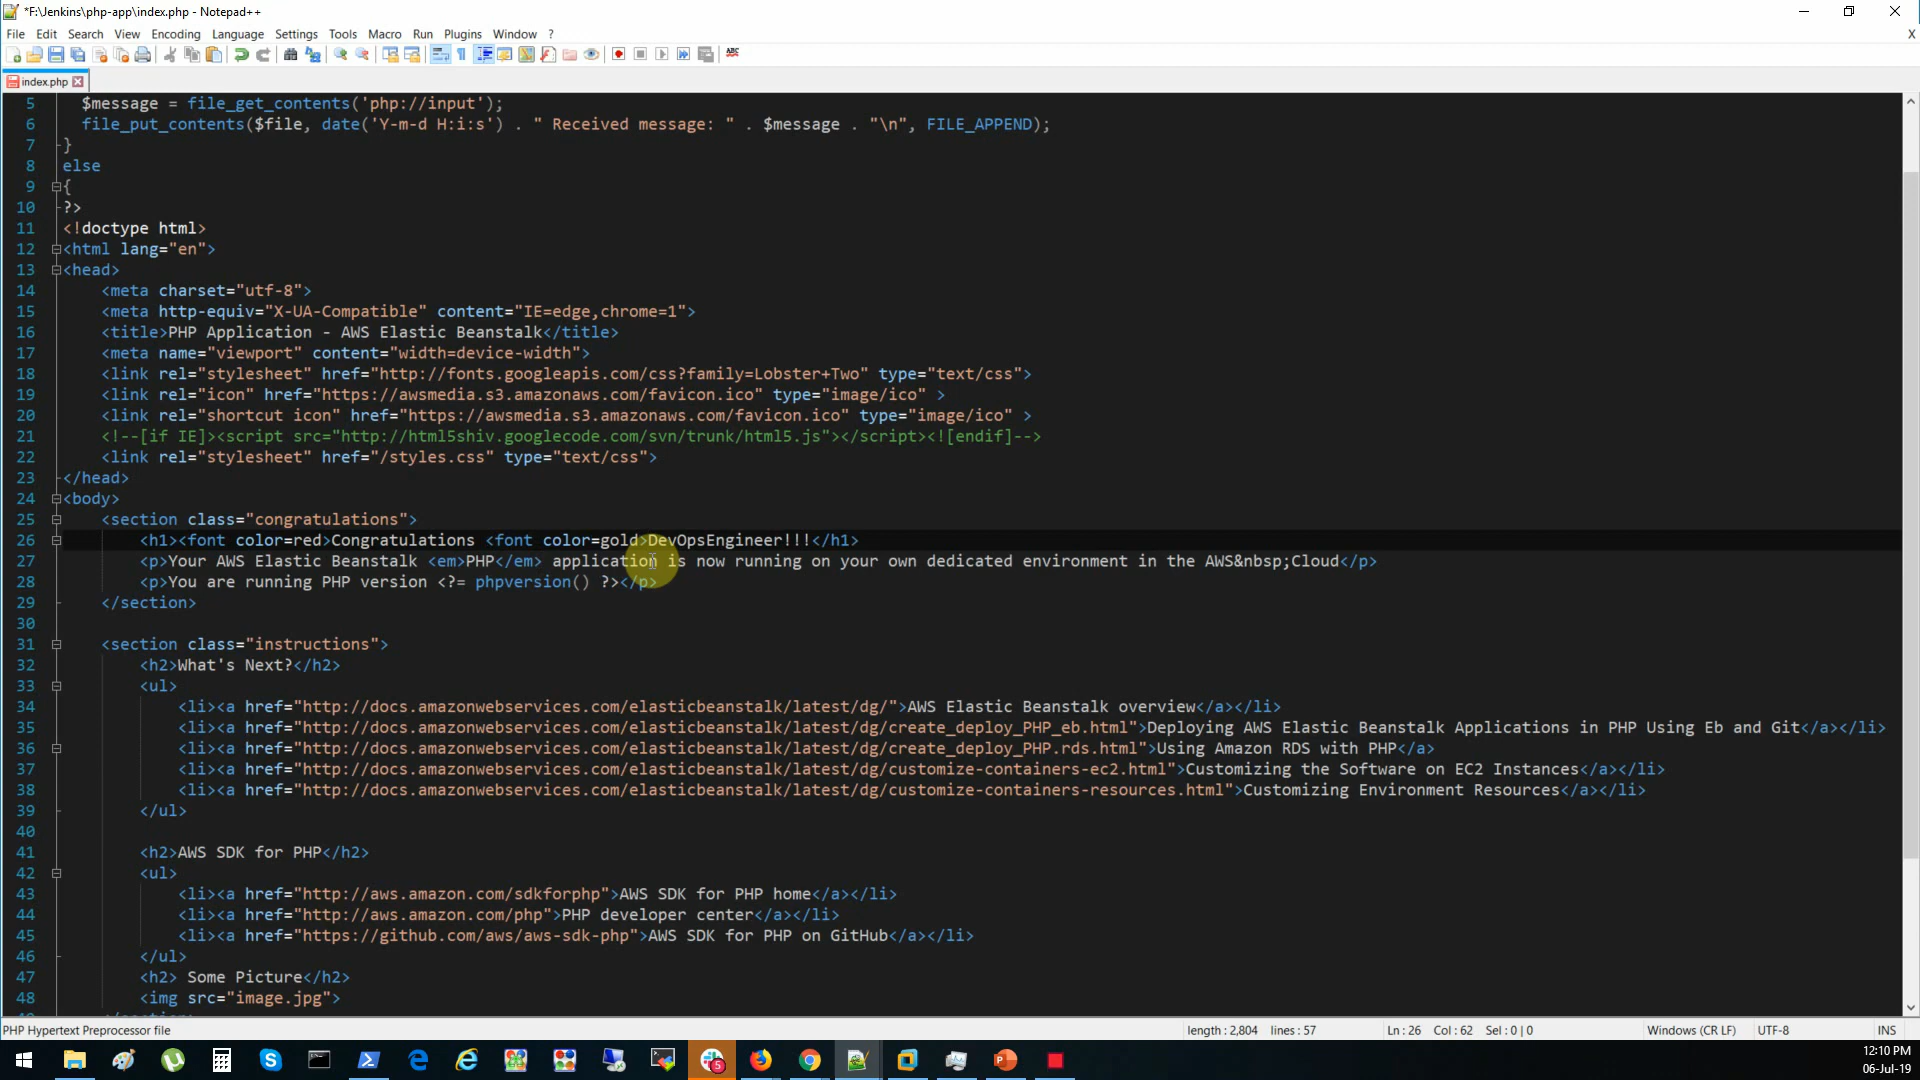 *F:\Jenkins\php-app\index.php - Notepad++
File Edit Search View Encoding Language Settings Tools Macro Run Plugins Window ? X
index.php
5 $message = file_get_contents('php://input');
6 file_put_contents($file, date('Y-m-d H:i:s') . " Received message: " . $message . "\n", FILE_APPEND);
7 }
8 else
9 {
10 ?>
11 <!doctype html>
12 <html lang="en">
13 <head>
14 <meta charset="utf-8">
15 <meta http-equiv="X-UA-Compatible" content="IE=edge,chrome=1">
16 <title>PHP Application - AWS Elastic Beanstalk</title>
17 <meta name="viewport" content="width=device-width">
18 <link rel="stylesheet" href="http://fonts.googleapis.com/css?family=Lobster+Two" type="text/css">
19 <link rel="icon" href="https://awsmedia.s3.amazonaws.com/favicon.ico" type="image/ico" >
20 <link rel="shortcut icon" href="https://awsmedia.s3.amazonaws.com/favicon.ico" type="image/ico" >
21 <!--[if IE]><script src="http://html5shiv.googlecode.com/svn/trunk/html5.js"></script><![endif]-->
22 <link rel="stylesheet" href="/styles.css" type="text/css">
23 </head>
24 <body>
25 <section class="congratulations">
26 <h1><font color=red>Congratulations <font color=gold>DevOpsEngineer!!!</h1>
27 <p>Your AWS Elastic Beanstalk <em>PHP</em> application is now running on your own dedicated environment in the AWS&nbsp;Cloud</p>
28 <p>You are running PHP version <?= phpversion() ?></p>
29 </section>
30
31 <section class="instructions">
32 <h2>What's Next?</h2>
33 <ul>
34 <li><a href="http://docs.amazonwebservices.com/elasticbeanstalk/latest/dg/">AWS Elastic Beanstalk overview</a></li>
35 <li><a href="http://docs.amazonwebservices.com/elasticbeanstalk/latest/dg/create_deploy_PHP_eb.html">Deploying AWS Elastic Beanstalk Applications in PHP Using Eb and Git</a></li>
36 <li><a href="http://docs.amazonwebservices.com/elasticbeanstalk/latest/dg/create_deploy_PHP.rds.html">Using Amazon RDS with PHP</a>
37 <li><a href="http://docs.amazonwebservices.com/elasticbeanstalk/latest/dg/customize-containers-ec2.html">Customizing the Software on EC2 Instances</a></li>
38 <li><a href="http://docs.amazonwebservices.com/elasticbeanstalk/latest/dg/customize-containers-resources.html">Customizing Environment Resources</a></li>
39 </ul>
40
41 <h2>AWS SDK for PHP</h2>
42 <ul>
43 <li><a href="http://aws.amazon.com/sdkforphp">AWS SDK for PHP home</a></li>
44 <li><a href="http://aws.amazon.com/php">PHP developer center</a></li>
45 <li><a href="https://github.com/aws/aws-sdk-php">AWS SDK for PHP on GitHub</a></li>
46 </ul>
47 <h2> Some Picture</h2>
48 <img src="image.jpg">
PHP Hypertext Preprocessor file length : 2,804 lines : 57 Ln : 26 Col : 62 Sel : 0 | 0 Windows (CR LF) UTF-8 INS
12:10 PM
06-Jul-19